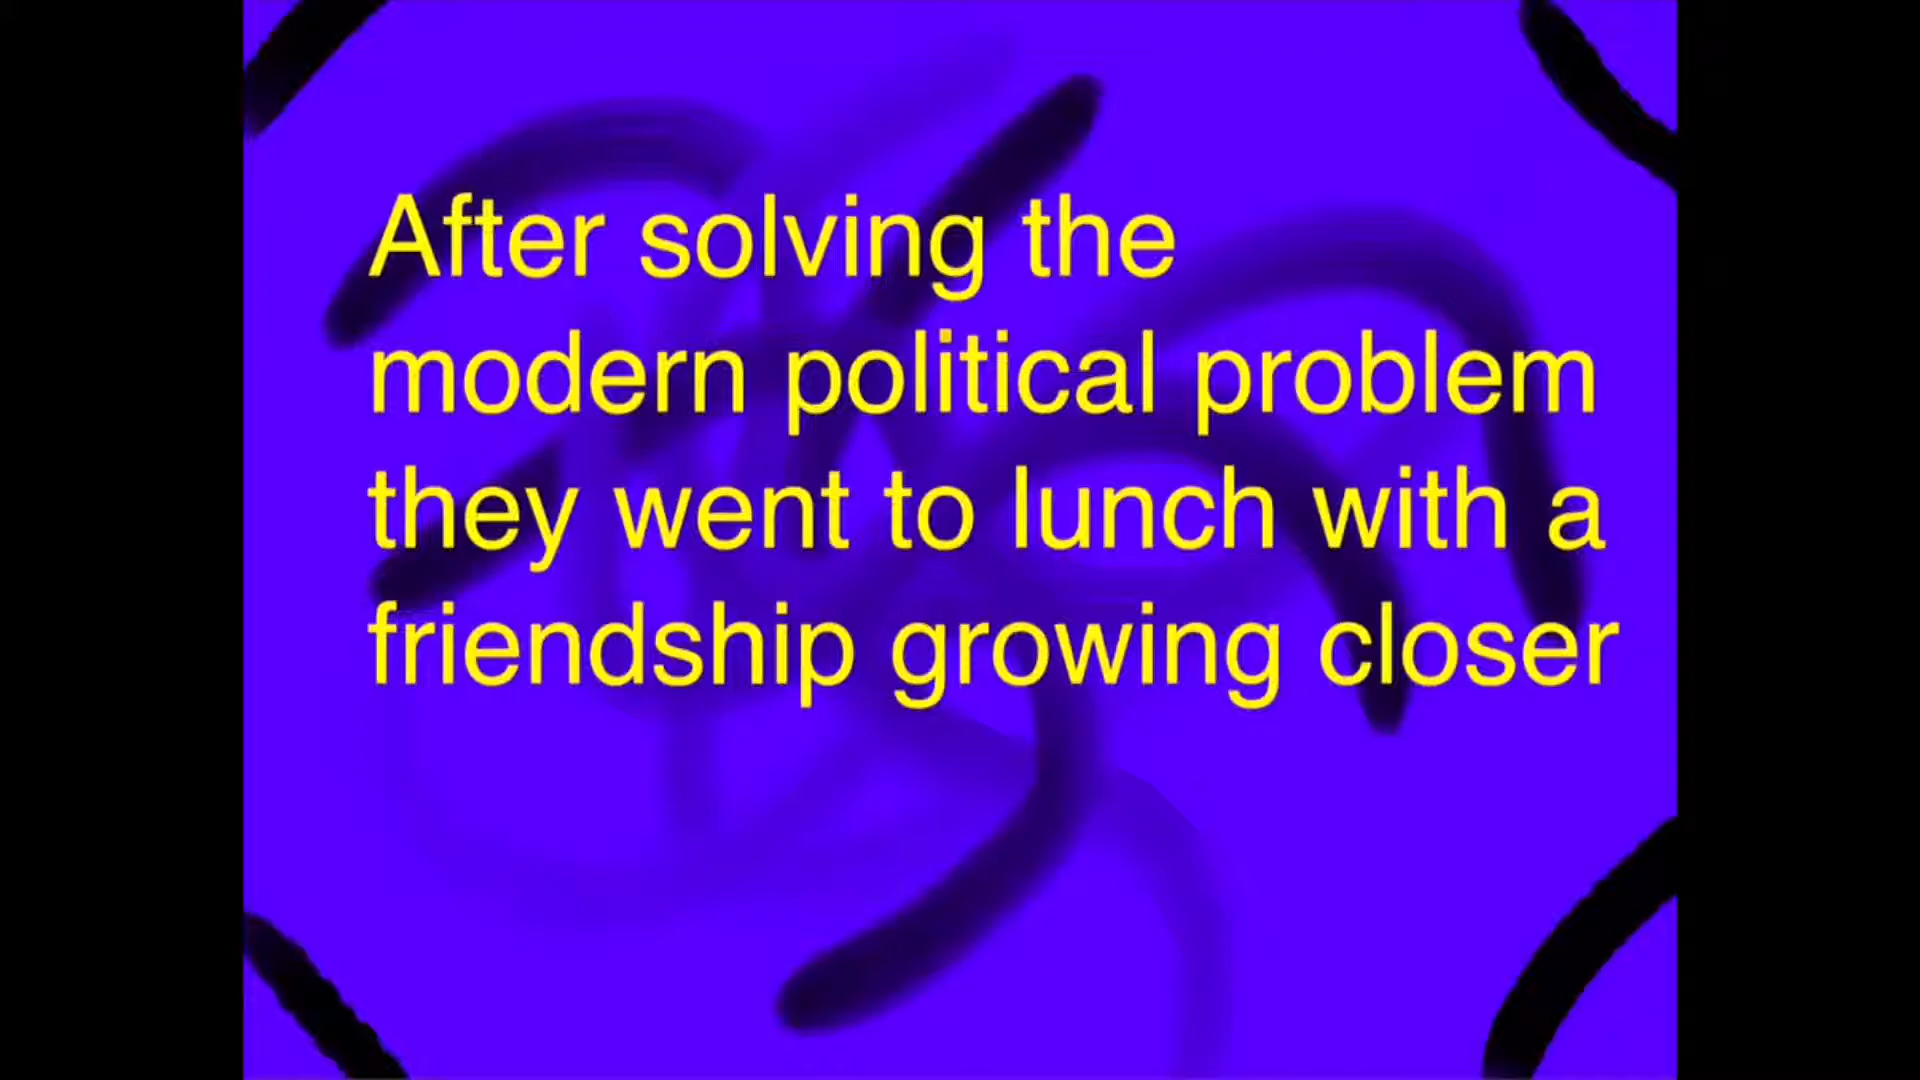 After solving the
modern political problem
they went to lunch with a
friendship growing closer